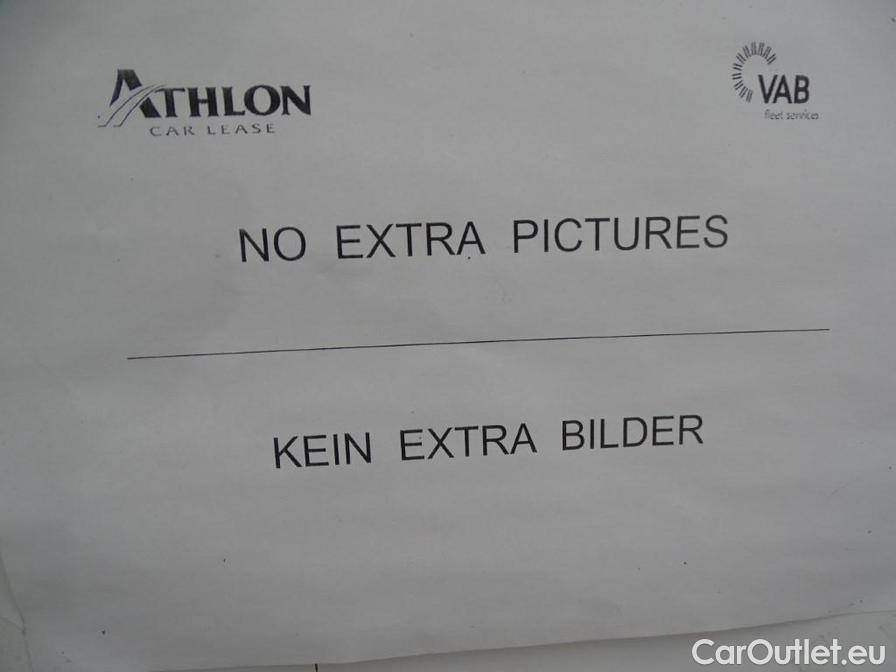 ATHLON
CAR LEASE
VAB
fleet services
NO EXTRA PICTURES
KEIN EXTRA BILDER
CarOutlet.eu